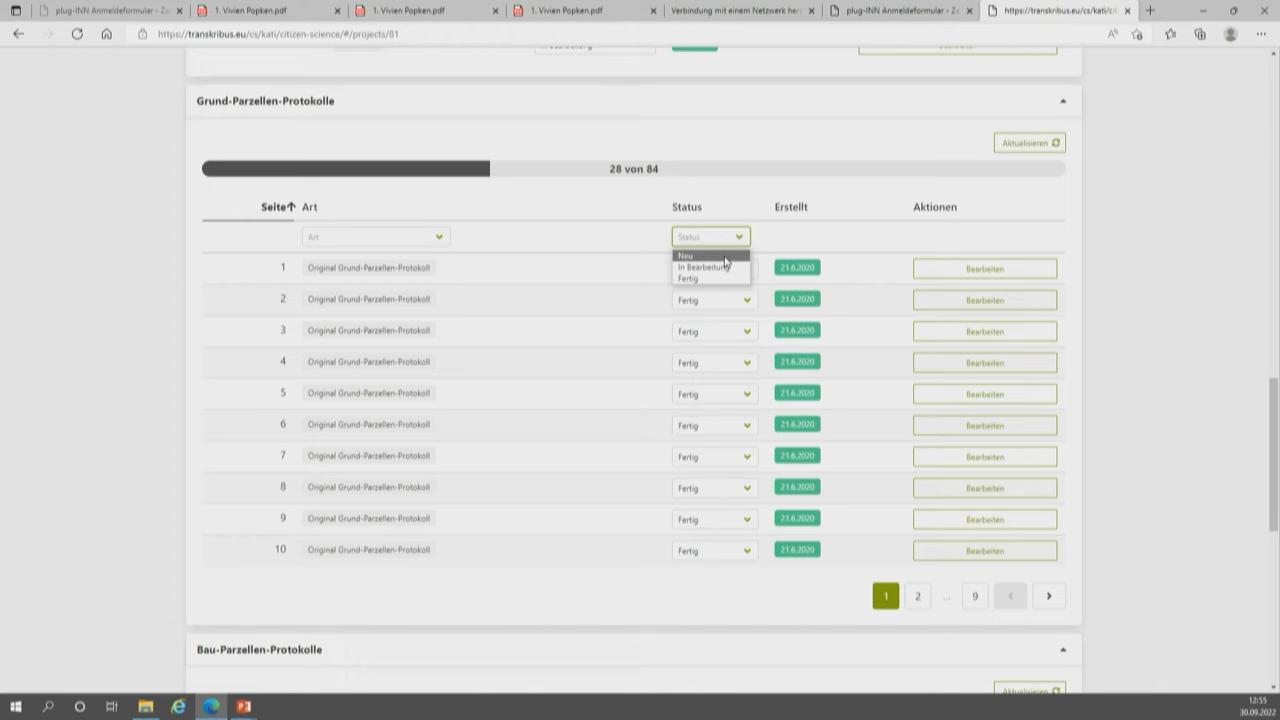 plug-INN Anmeldeformular - Ze
1. Vivien Popken.pdf
1. Vivien Popken.pdf
1. Vivien Popken.pdf
Verbindung mit einem Netzwerk her
plug-INN Anmeldeformular - Ze
https://transkribus.eu/cs/kati/cit
https://transkribus.eu/cs/kati/citizen-science/#/projects/81
Grund-Parzellen-Protokolle
Aktualisieren
28 von 84
Seite Art Status Erstellt Aktionen
Art Status
Neu
In Bearbeitung
Fertig
1 Original Grund-Parzellen-Protokoll 21.6.2020 Bearbeiten
2 Original Grund-Parzellen-Protokoll Fertig 21.6.2020 Bearbeiten
3 Original Grund-Parzellen-Protokoll Fertig 21.6.2020 Bearbeiten
4 Original Grund-Parzellen-Protokoll Fertig 21.6.2020 Bearbeiten
5 Original Grund-Parzellen-Protokoll Fertig 21.6.2020 Bearbeiten
6 Original Grund-Parzellen-Protokoll Fertig 21.6.2020 Bearbeiten
7 Original Grund-Parzellen-Protokoll Fertig 21.6.2020 Bearbeiten
8 Original Grund-Parzellen-Protokoll Fertig 21.6.2020 Bearbeiten
9 Original Grund-Parzellen-Protokoll Fertig 21.6.2020 Bearbeiten
10 Original Grund-Parzellen-Protokoll Fertig 21.6.2020 Bearbeiten
1 2 ... 9
Bau-Parzellen-Protokolle
Aktualisieren
12:55
30.09.2022